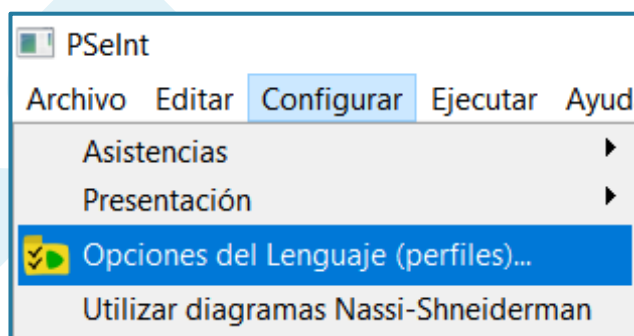 PSeInt
Archivo Editar Configurar Ejecutar Ayud
Asistencias
Presentación
Opciones del Lenguaje (perfiles)...
Utilizar diagramas Nassi-Shneiderman